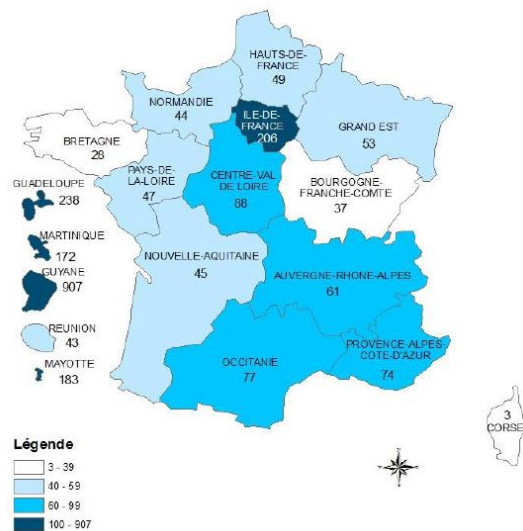 HAUTS-DE-
FRANCE
49
NORMANDIE
44
ILE-DE-
FRANCE
206
GRAND EST
53
BRETAGNE
28
PAYS-DE-
LA-LOIRE
47
CENTRE-VAL
DE LOIRE
88
BOURGOGNE-
FRANCHE-COMTE
37
GUADELOUPE
238
MARTINIQUE
172
GUYANE
907
NOUVELLE-AQUITAINE
45
AUVERGNE-RHONE-ALPES
61
REUNION
43
MAYOTTE
183
OCCITANIE
77
PROVENCE-ALPES-
COTE-D'AZUR
74
3
CORSE
Légende
3 - 39
40 - 59
60 - 99
100 - 907